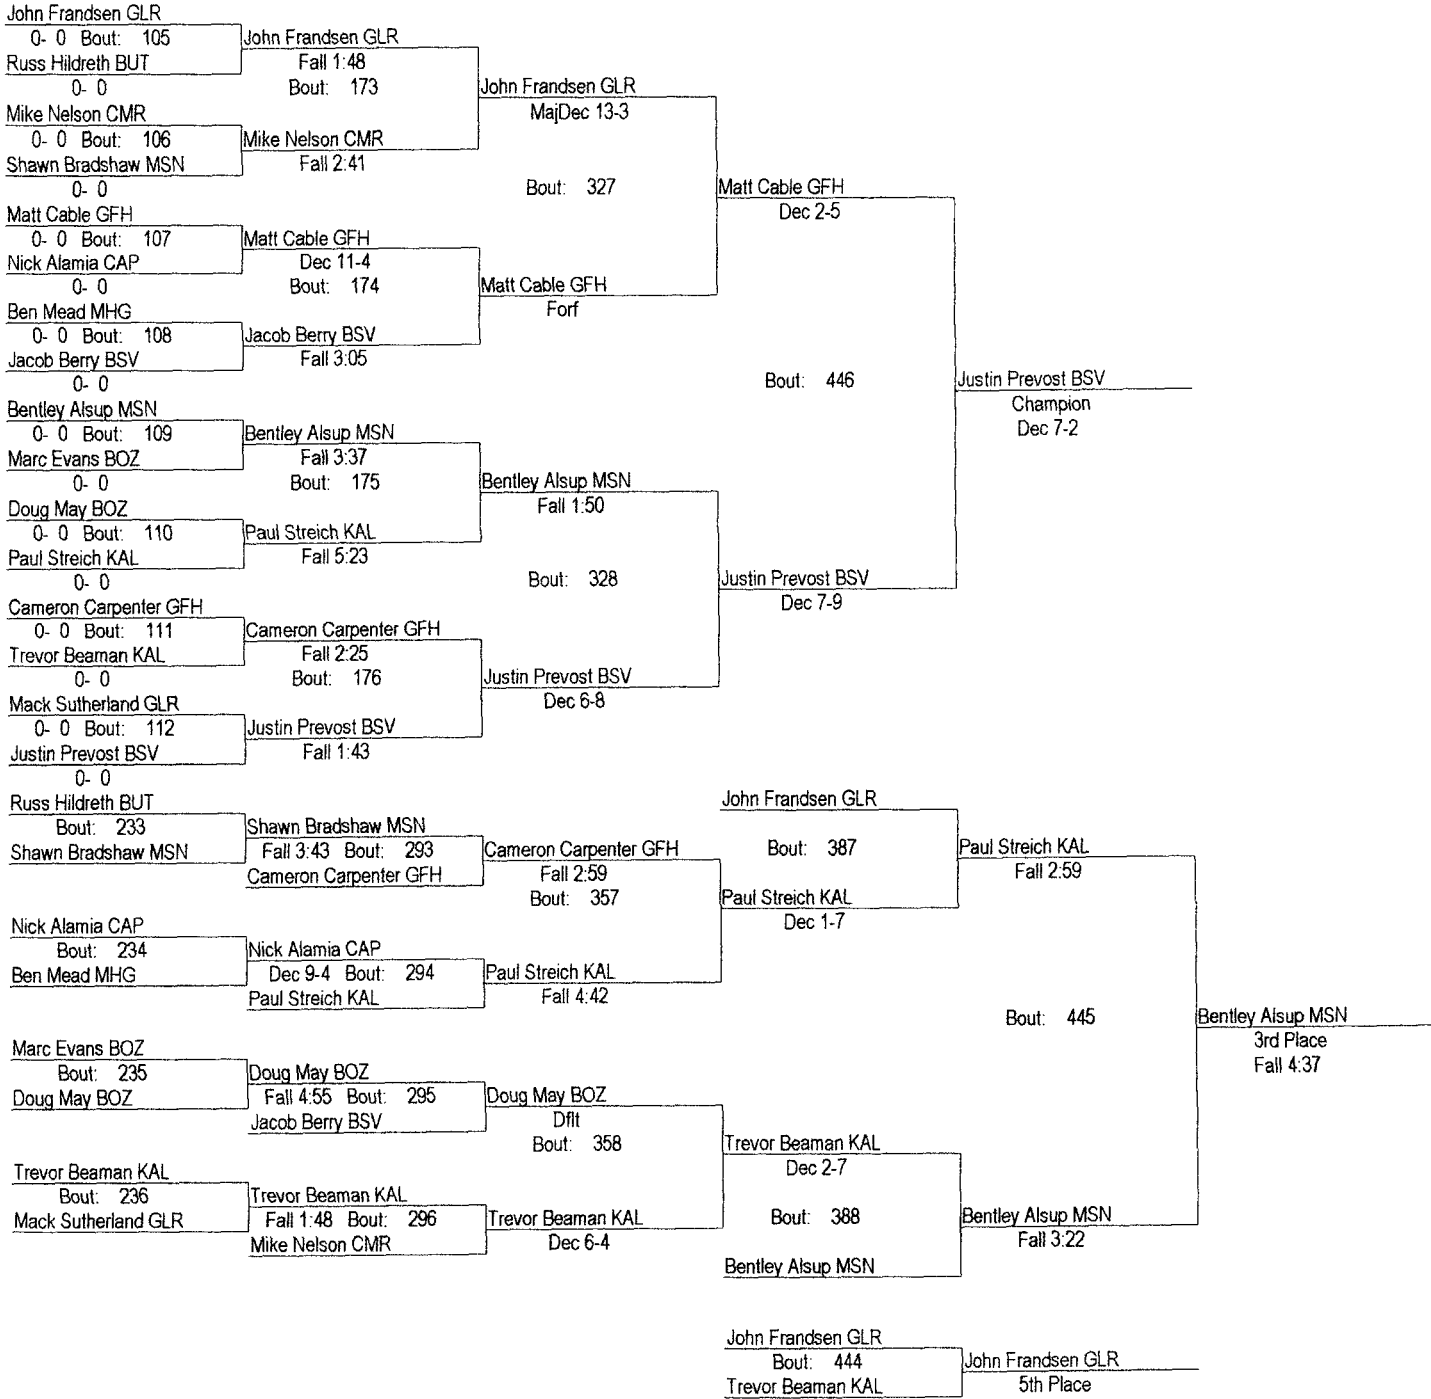 John Frandsen GLR
0- 0 Bout: 105
Russ Hildreth BUT
0- 0
Mike Nelson CMR
0- 0 Bout: 106
Shawn Bradshaw MSN
0- 0
Matt Cable GFH
0- 0 Bout: 107
Nick Alamia CAP
0- 0
Ben Mead MHG
0- 0 Bout: 108
Jacob Berry BSV
0- 0
Bentley Alsup MSN
0- 0 Bout: 109
Marc Evans BOZ
0- 0
Doug May BOZ
0- 0 Bout: 110
Paul Streich KAL
0- 0
Cameron Carpenter GFH
0- 0 Bout: 111
Trevor Beaman KAL
0- 0
Mack Sutherland GLR
0- 0 Bout: 112
Justin Prevost BSV
0- 0
John Frandsen GLR
Fall 1:48
Bout: 173
Mike Nelson CMR
Fall 2:41
Matt Cable GFH
Dec 11-4
Bout: 174
Jacob Berry BSV
Fall 3:05
Bentley Alsup MSN
Fall 3:37
Bout: 175
Paul Streich KAL
Fall 5:23
Cameron Carpenter GFH
Fall 2:25
Bout: 176
Justin Prevost BSV
Fall 1:43
John Frandsen GLR
MajDec 13-3
Bout: 327
Matt Cable GFH
Forf
Bentley Alsup MSN
Fall 1:50
Bout: 328
Justin Prevost BSV
Dec 6-8
Matt Cable GFH
Dec 2-5
Bout: 446
Justin Prevost BSV
Dec 7-9
Justin Prevost BSV
Champion
Dec 7-2
Russ Hildreth BUT
Bout: 233
Shawn Bradshaw MSN
Nick Alamia CAP
Bout: 234
Ben Mead MHG
Marc Evans BOZ
Bout: 235
Doug May BOZ
Trevor Beaman KAL
Bout: 236
Mack Sutherland GLR
Shawn Bradshaw MSN
Fall 3:43 Bout: 293
Cameron Carpenter GFH
Nick Alamia CAP
Dec 9-4 Bout: 294
Paul Streich KAL
Doug May BOZ
Fall 4:55 Bout: 295
Jacob Berry BSV
Trevor Beaman KAL
Fall 1:48 Bout: 296
Mike Nelson CMR
Cameron Carpenter GFH
Fall 2:59
Bout: 357
Paul Streich KAL
Fall 4:42
Doug May BOZ
Dflt
Bout: 358
Trevor Beaman KAL
Dec 6-4
John Frandsen GLR
Bout: 387
Paul Streich KAL
Dec 1-7
Trevor Beaman KAL
Dec 2-7
Bout: 388
Bentley Alsup MSN
Paul Streich KAL
Fall 2:59
Bout: 445
Bentley Alsup MSN
Fall 3:22
Bentley Alsup MSN
3rd Place
Fall 4:37
John Frandsen GLR
Bout: 444
Trevor Beaman KAL
John Frandsen GLR
5th Place